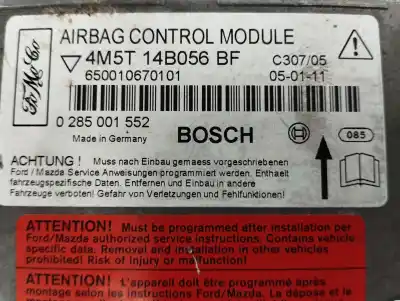 FoMoCo
AIRBAG CONTROL MODULE
4M5T 14B056 BF
C307/05
650010670101
05-01-11
0 285 001 552
Made in Germany
BOSCH
085
ACHTUNG ! Muss nach Einbau gemaess vorgeschriebenen
Ford / Mazda Service Anweisungen programmiert werden. Enthaelt
fahrzeugspezifische Daten. Entfernen und Einbau in andere
Fahrzeuge verboten! Gefahr von Verletzungen und Fehlfunktionen!
ATTENTION! Must be programmed after installation per
Ford/Mazda authorized service instructions. Contains vehicle
specific data. Removal and installation in other vehicles
prohibited! Risk of injury or malfunction!
ATTENTION! L'appareil doit être programmé après
montage selon les instructions Ford/Mazda. La dépose et le